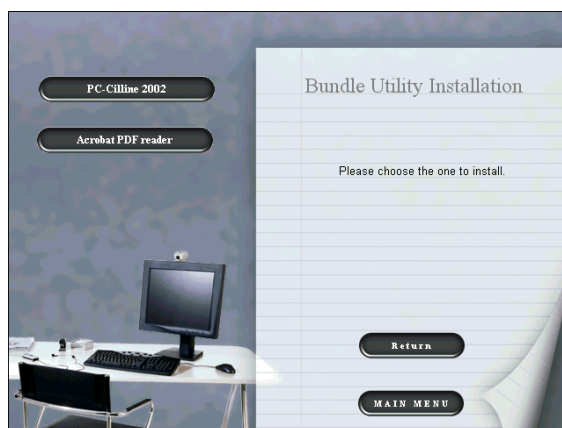 PC-Cilline 2002
Acrobat PDF reader
Bundle Utility Installation
Please choose the one to install.
Return
MAIN MENU